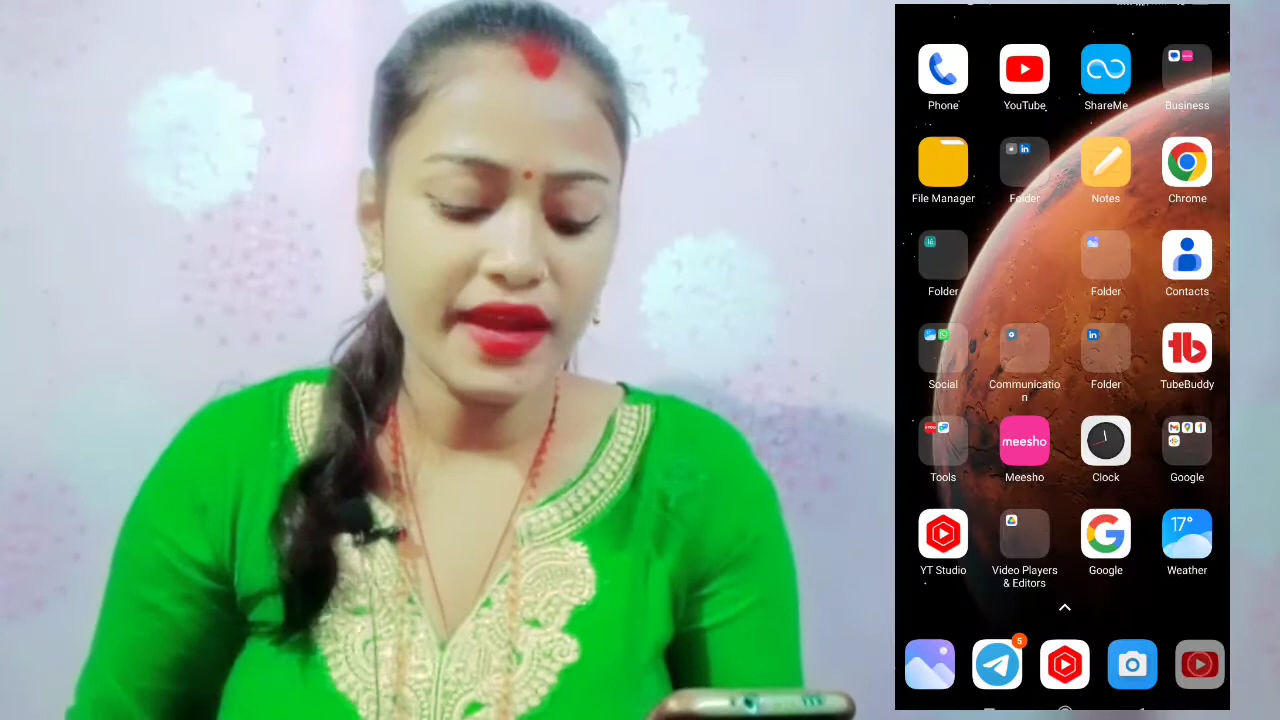 Phone
YouTube
ShareMe
Business
File Manager
Folder
Notes
Chrome
Folder
Folder
Contacts
Social
Communicatio
n
Folder
TubeBuddy
meesho
Tools
Meesho
Clock
Google
17°
YT Studio
Video Players
& Editors
Google
Weather
5